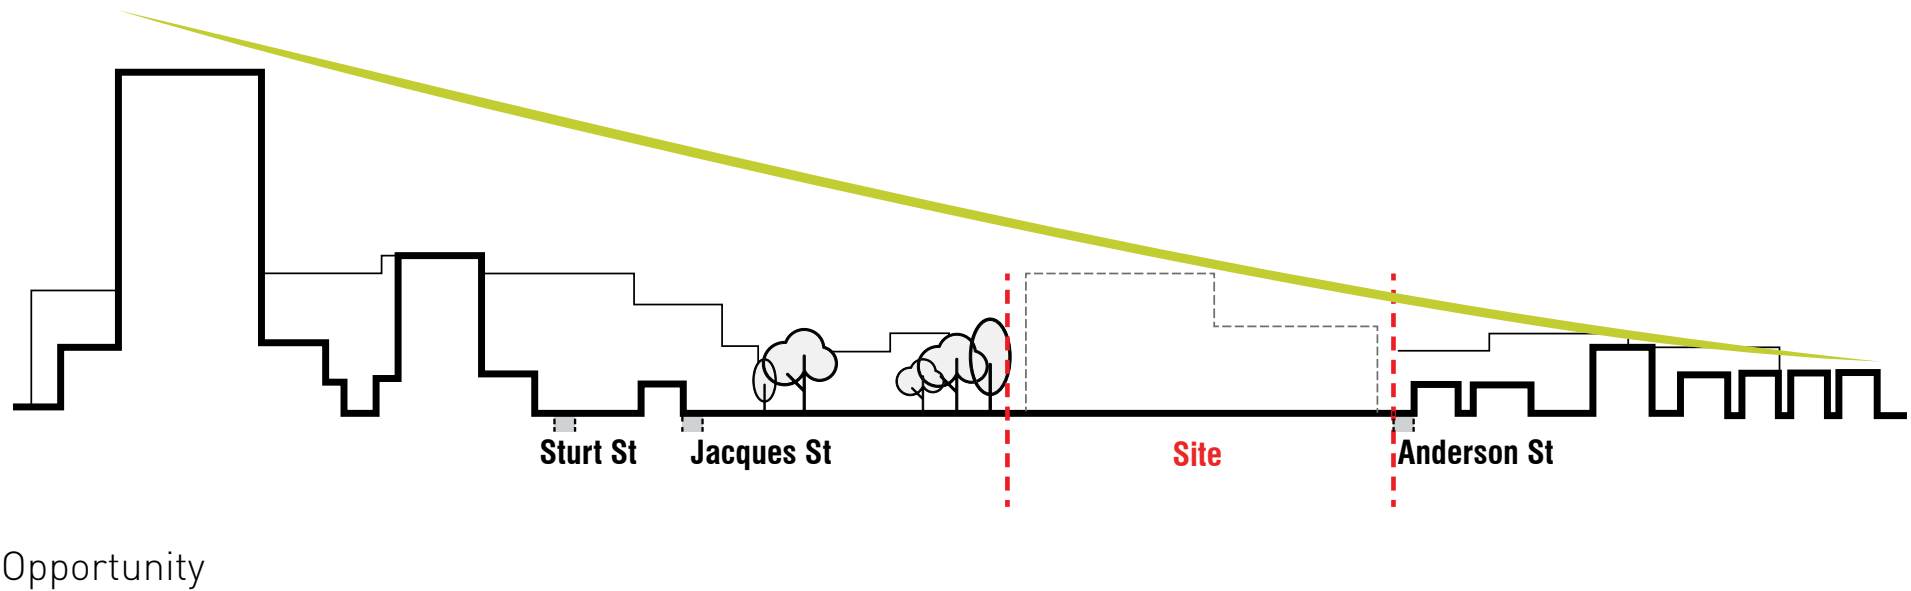 Sturt St
Jacques St
Site
Anderson St
Opportunity